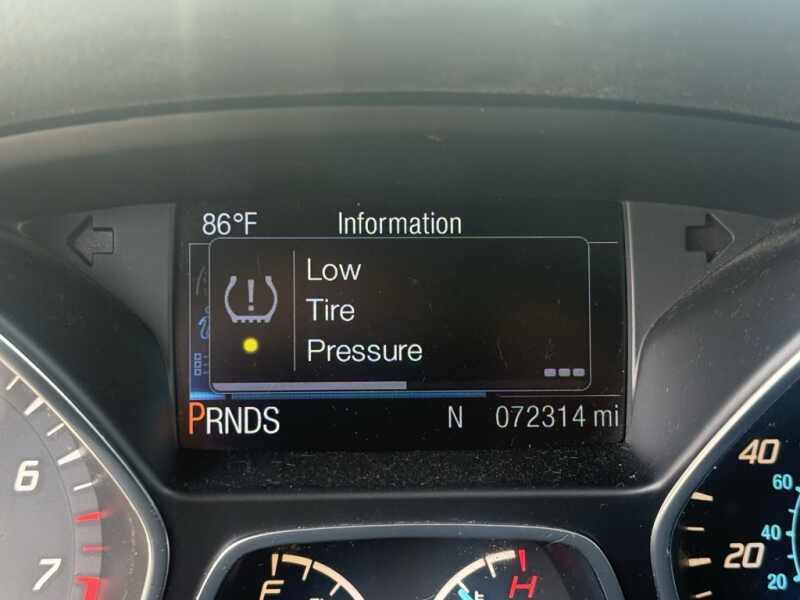 86°F Information
Low
Tire
Pressure
PRNDS N 072314 mi
6
7
F
H
40
20
60
40
20